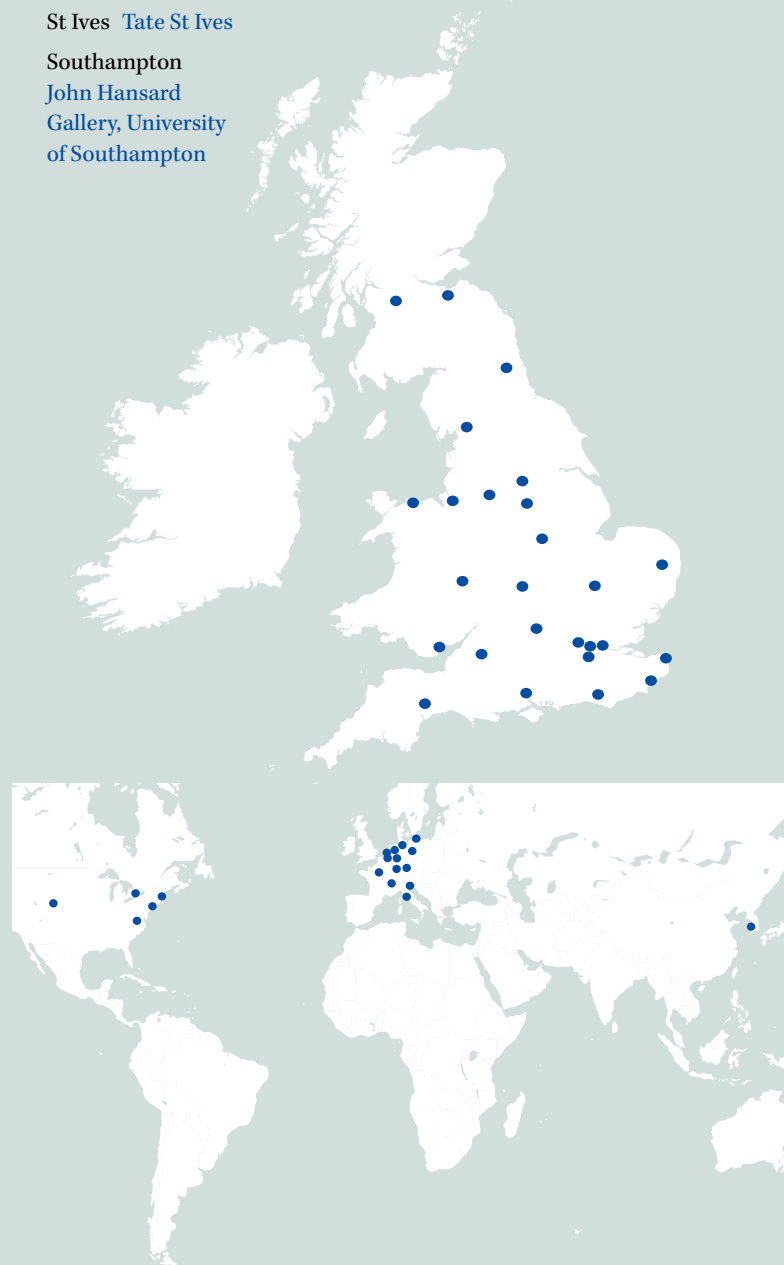 St Ives Tate St Ives
Southampton
John Hansard
Gallery, University
of Southampton